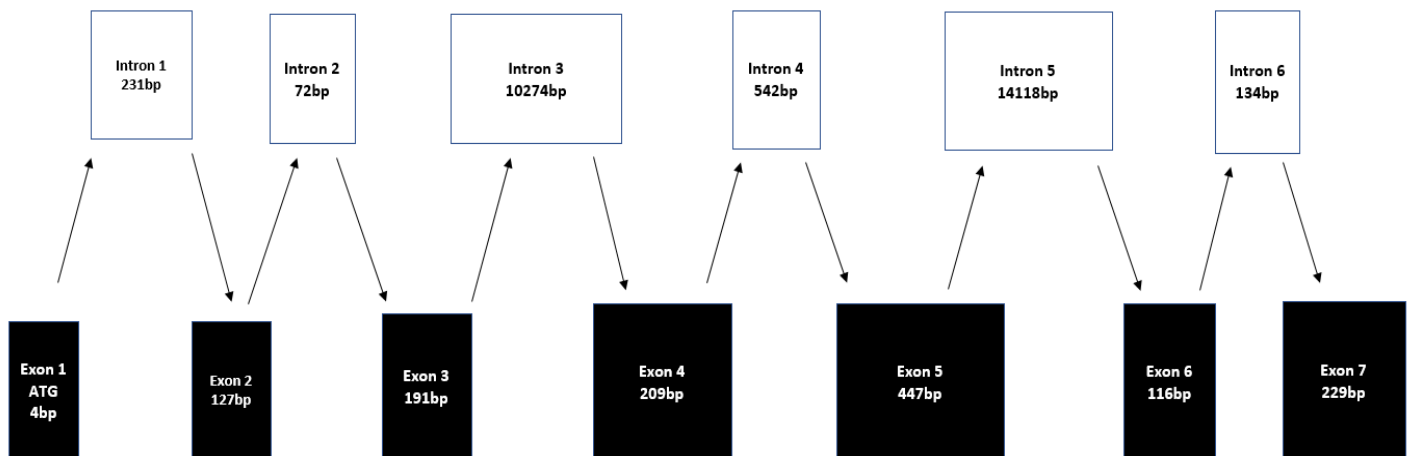 Intron 1
231bp
Intron 2
72bp
Intron 3
10274bp
Intron 4
542bp
Intron 5
14118bp
Intron 6
134bp
Exon 1
ATG
4bp
Exon 2
127bp
Exon 3
191bp
Exon 4
209bp
Exon 5
447bp
Exon 6
116bp
Exon 7
229bp